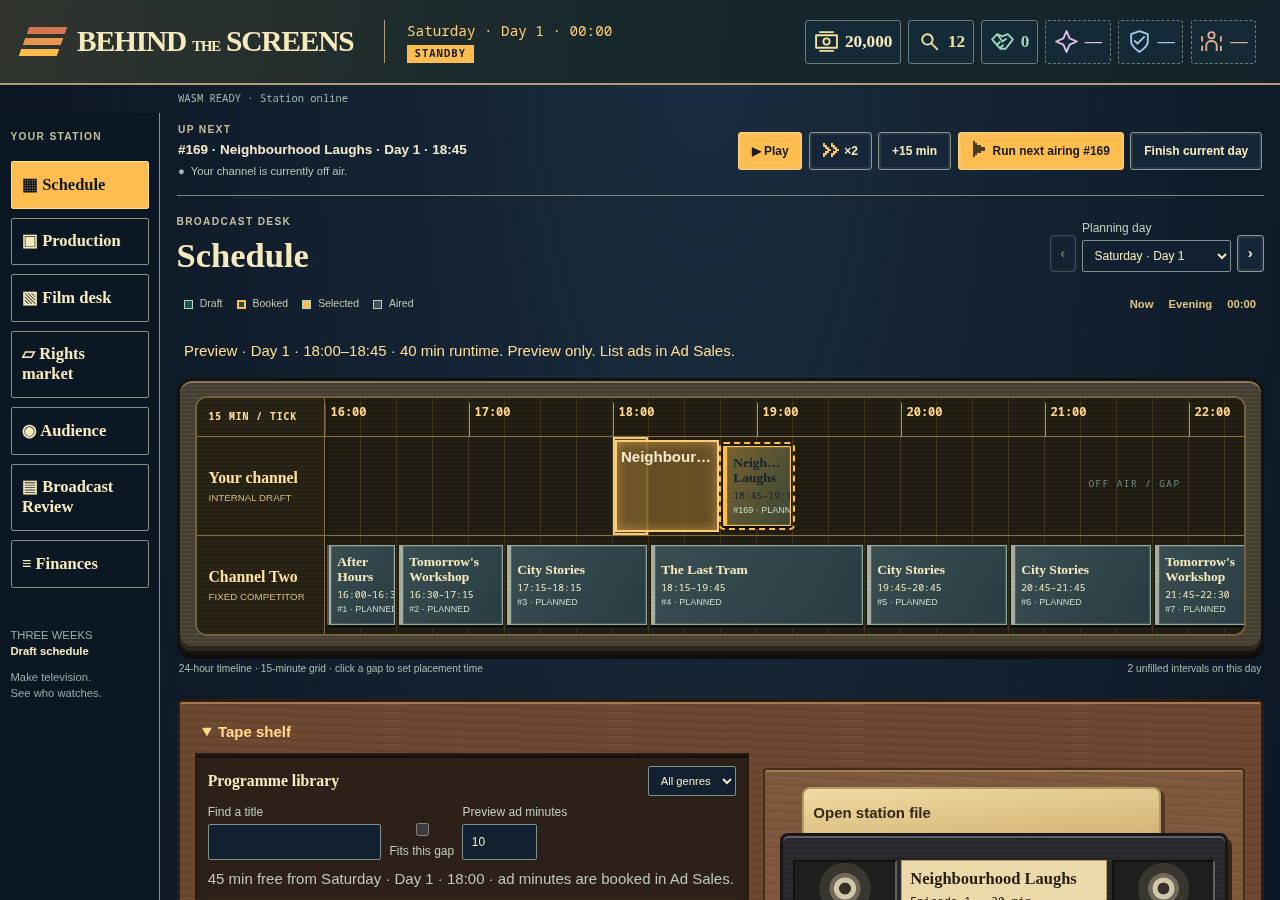 BEHIND THE SCREENS
Saturday · Day 1 · 00:00
STANDBY
20,000
12
0
—
—
—
WASM READY · Station online
YOUR STATION
Schedule
Production
Film desk
Rights
market
Audience
Broadcast
Review
Finances
THREE WEEKS
Draft schedule
Make television.
See who watches.
UP NEXT
#169 · Neighbourhood Laughs · Day 1 · 18:45
● Your channel is currently off air.
▶ Play
×2
+15 min
Run next airing #169
Finish current day
BROADCAST DESK
Schedule
Planning day
‹
Saturday · Day 1
›
Draft
Booked
Selected
Aired
Now Evening 00:00
Preview · Day 1 · 18:00–18:45 · 40 min runtime. Preview only. List ads in Ad Sales.
15 MIN / TICK
16:00
17:00
18:00
19:00
20:00
21:00
22:00
Your channel
INTERNAL DRAFT
Neighbour…
Neigh…
Laughs
18:45–19:1
#169 · PLANN
OFF AIR / GAP
Channel Two
FIXED COMPETITOR
After
Hours
16:00–16:3
#1 · PLANNED
Tomorrow's
Workshop
16:30–17:15
#2 · PLANNED
City Stories
17:15–18:15
#3 · PLANNED
The Last Tram
18:15–19:45
#4 · PLANNED
City Stories
19:45–20:45
#5 · PLANNED
City Stories
20:45–21:45
#6 · PLANNED
Tomorrow's
Workshop
21:45–22:30
#7 · PLANNED
24-hour timeline · 15-minute grid · click a gap to set placement time
2 unfilled intervals on this day
▼ Tape shelf
Programme library
All genres
Find a title
Fits this gap
Preview ad minutes
10
45 min free from Saturday · Day 1 · 18:00 · ad minutes are booked in Ad Sales.
Open station file
Neighbourhood Laughs